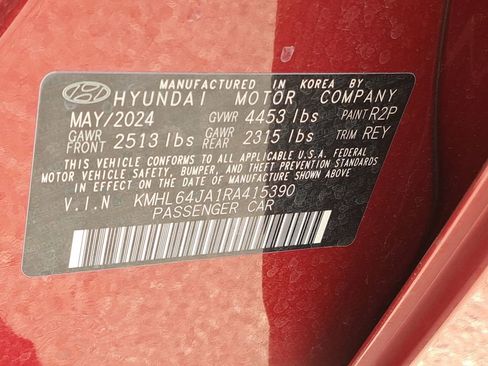 MANUFACTURED IN KOREA BY
HYUNDAI MOTOR COMPANY
MAY/2024 GVWR 4453 lbs PAINT R2P
GAWR FRONT 2513 lbs GAWR REAR 2315 lbs TRIM REY
THIS VEHICLE CONFORMS TO ALL APPLICABLE U.S.A. FEDERAL
MOTOR VEHICLE SAFETY, BUMPER, AND THEFT PREVENTION STANDARDS
IN EFFECT ON THE DATE OF MANUFACTURE SHOWN ABOVE.
V.I.N KMHL64JA1RA415390
PASSENGER CAR